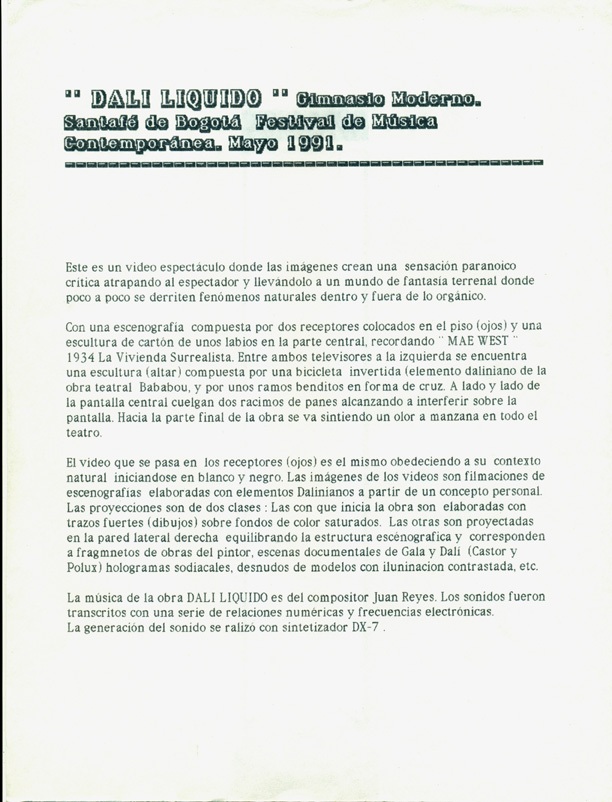 " DALI LIQUIDO " Gimnasio Moderno.
Santafé de Bogotá Festival de Música
Contemporánea. Mayo 1991.
Este es un video espectáculo donde las imágenes crean una sensación paranoico
crítica atrapando al espectador y llevándolo a un mundo de fantasía terrenal donde
poco a poco se derriten fenómenos naturales dentro y fuera de lo orgánico.
Con una escenografía compuesta por dos receptores colocados en el piso (ojos) y una
escultura de cartón de unos labios en la parte central, recordando " MAE WEST "
1934 La Vivienda Surrealista. Entre ambos televisores a la izquierda se encuentra
una escultura (altar) compuesta por una bicicleta invertida (elemento daliniano de la
obra teatral Bababou, y por unos ramos benditos en forma de cruz. A lado y lado de
la pantalla central cuelgan dos racimos de panes alcanzando a interferir sobre la
pantalla. Hacia la parte final de la obra se va sintiendo un olor a manzana en todo el
teatro.
El video que se pasa en los receptores (ojos) es el mismo obedeciendo a su contexto
natural iniciandose en blanco y negro. Las imágenes de los videos son filmaciones de
escenografías elaboradas con elementos Dalinianos a partir de un concepto personal.
Las proyecciones son de dos clases : Las con que inicia la obra son elaboradas con
trazos fuertes (dibujos) sobre fondos de color saturados. Las otras son proyectadas
en la pared lateral derecha equilibrando la estructura escénografica y corresponden
a fragmnetos de obras del pintor, escenas documentales de Gala y Dalí (Castor y
Polux) hologramas sodiacales, desnudos de modelos con iluninacion contrastada, etc.
La música de la obra DALI LIQUIDO es del compositor Juan Reyes. Los sonidos fueron
transcritos con una serie de relaciones numéricas y frecuencias electrónicas.
La generación del sonido se ralizó con sintetizador DX-7 .